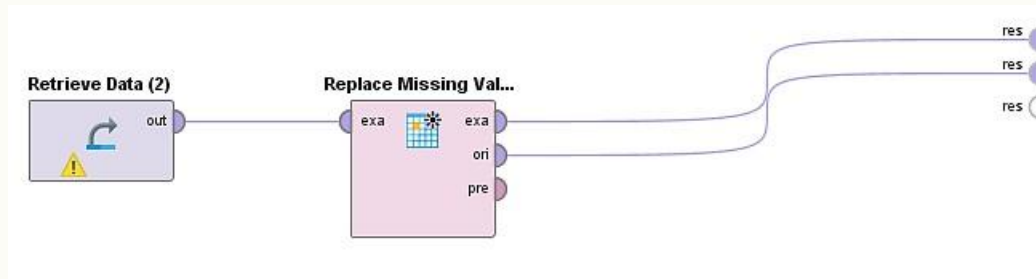 res
res
Retrieve Data (2)
Replace Missing Val...
out
exa
exa
res
ori
pre